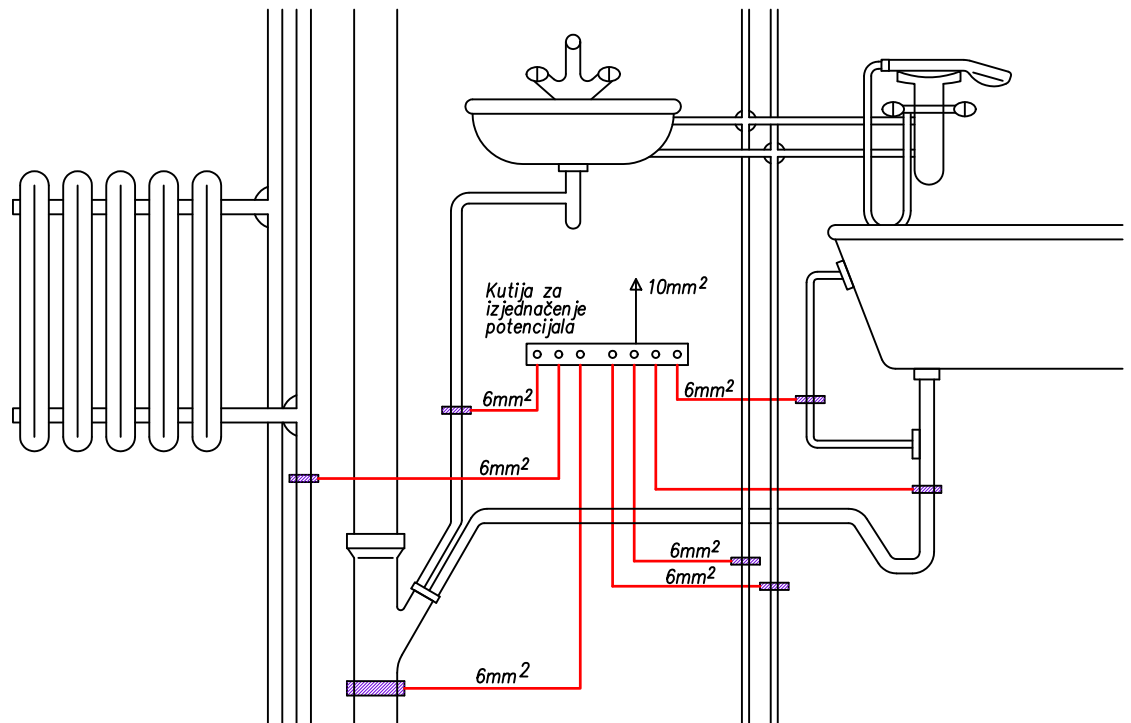 Kutija za
izjednačenje
potencijala
10mm²
6mm²
6mm²
6mm²
6mm²
6mm²
6mm²